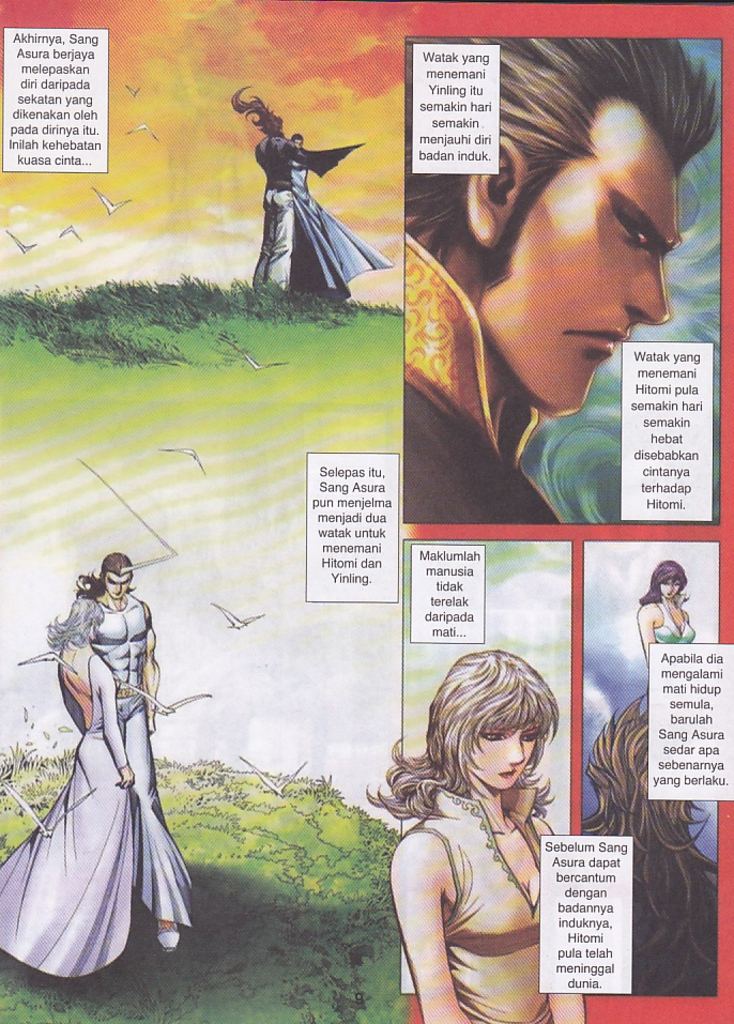 Akhirnya, Sang
Asura berjaya
melepaskan
diri daripada
sekatan yang
dikenakan oleh
pada dirinya itu.
Inilah kehebatan
kuasa cinta...
Selepas itu,
Sang Asura
pun menjelma
menjadi dua
watak untuk
menemani
Hitomi dan
Yinling.
Watak yang
menemani
Yinling itu
semakin hari
semakin
menjauhi diri
badan induk.
Watak yang
menemani
Hitomi pula
semakin hari
semakin
hebat
disebabkan
cintanya
terhadap
Hitomi.
Maklumlah
manusia
tidak
terelak
daripada
mati...
Sebelum Sang
Asura dapat
bercantum
dengan
badannya
induknya,
Hitomi
pula telah
meninggal
dunia.
Apabila dia
mengalami
mati hidup
semula,
barulah
Sang Asura
sedar apa
sebenarnya
yang berlaku.